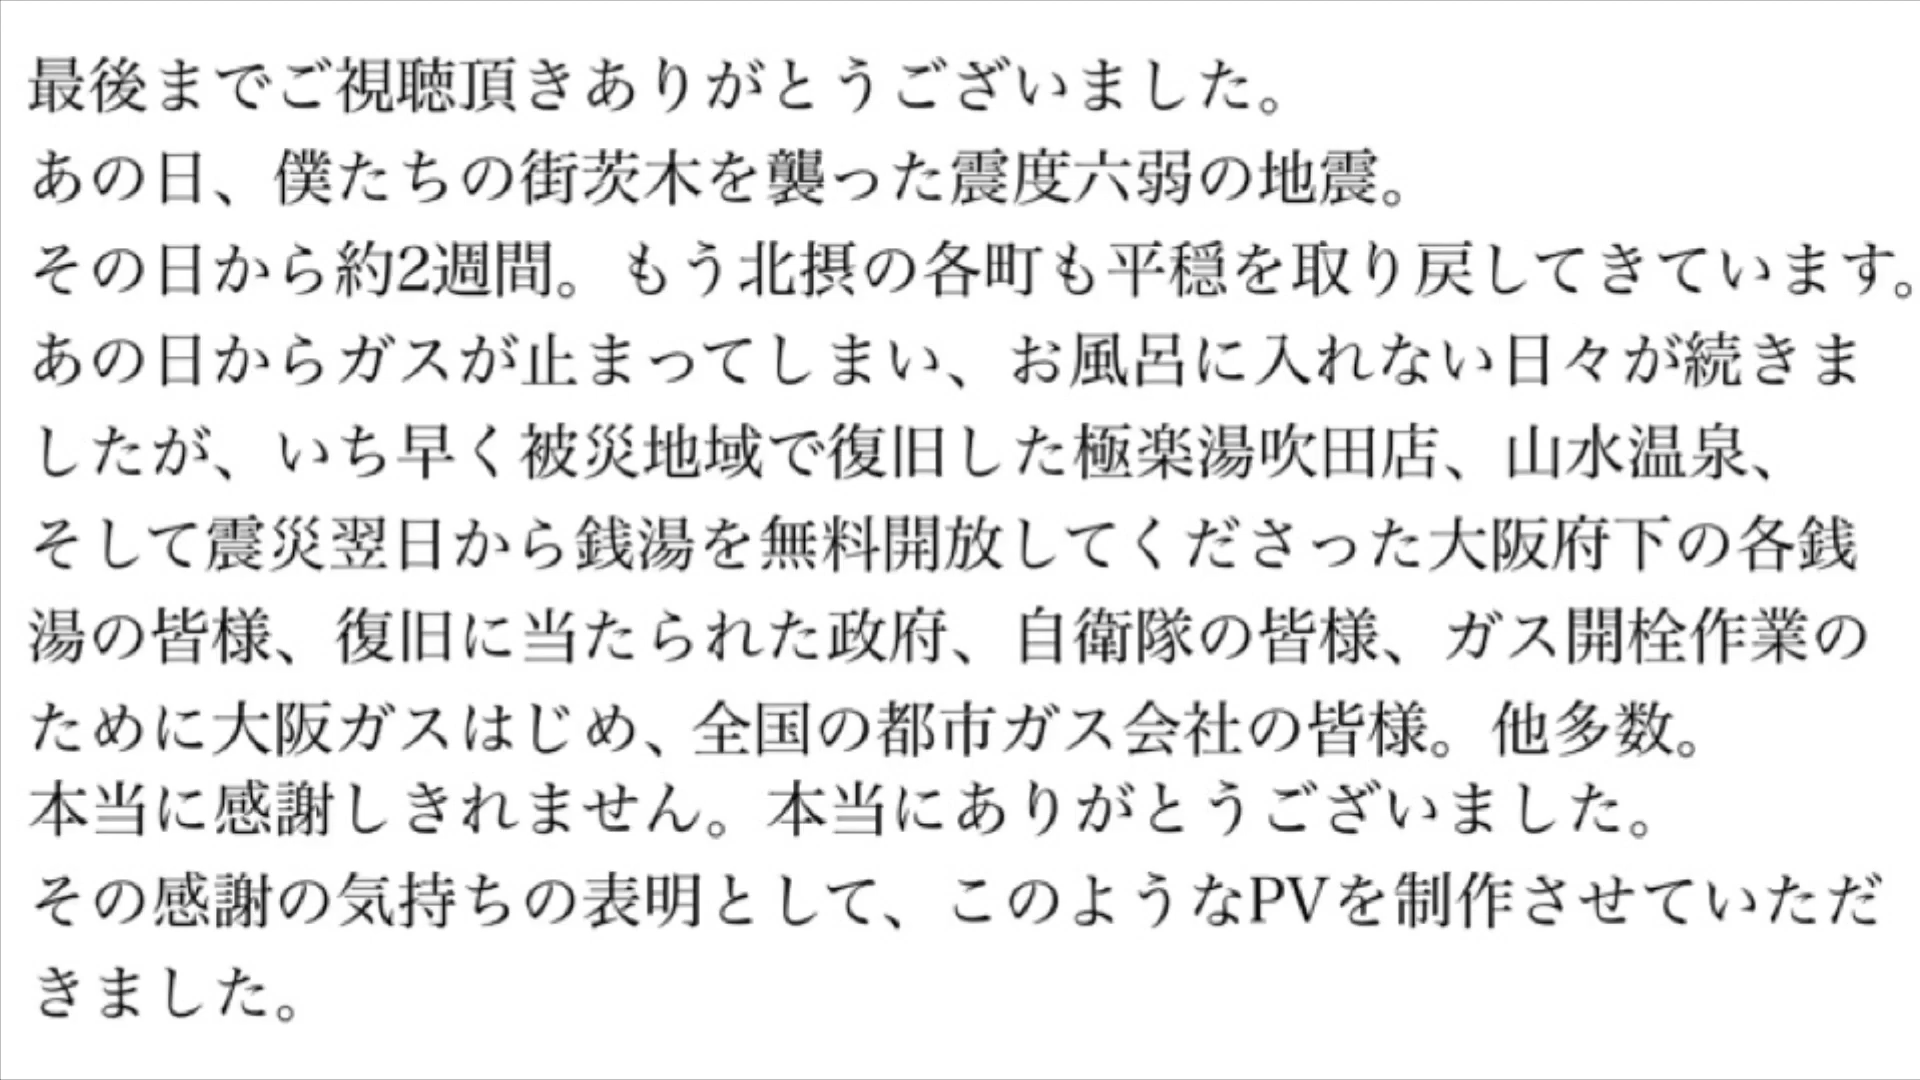 最後までご視聴頂きありがとうございました。
あの日、僕たちの街茨木を襲った震度六弱の地震。
その日から約2週間。もう北摂の各町も平穏を取り戻してきています。
あの日からガスが止まってしまい、お風呂に入れない日々が続きま
したが、いち早く被災地域で復旧した極楽湯吹田店、山水温泉、
そして震災翌日から銭湯を無料開放してくださった大阪府下の各銭
湯の皆様、復旧に当たられた政府、自衛隊の皆様、ガス開栓作業の
ために大阪ガスはじめ、全国の都市ガス会社の皆様。他多数。
本当に感謝しきれません。本当にありがとうございました。
その感謝の気持ちの表明として、このようなPVを制作させていただ
きました。